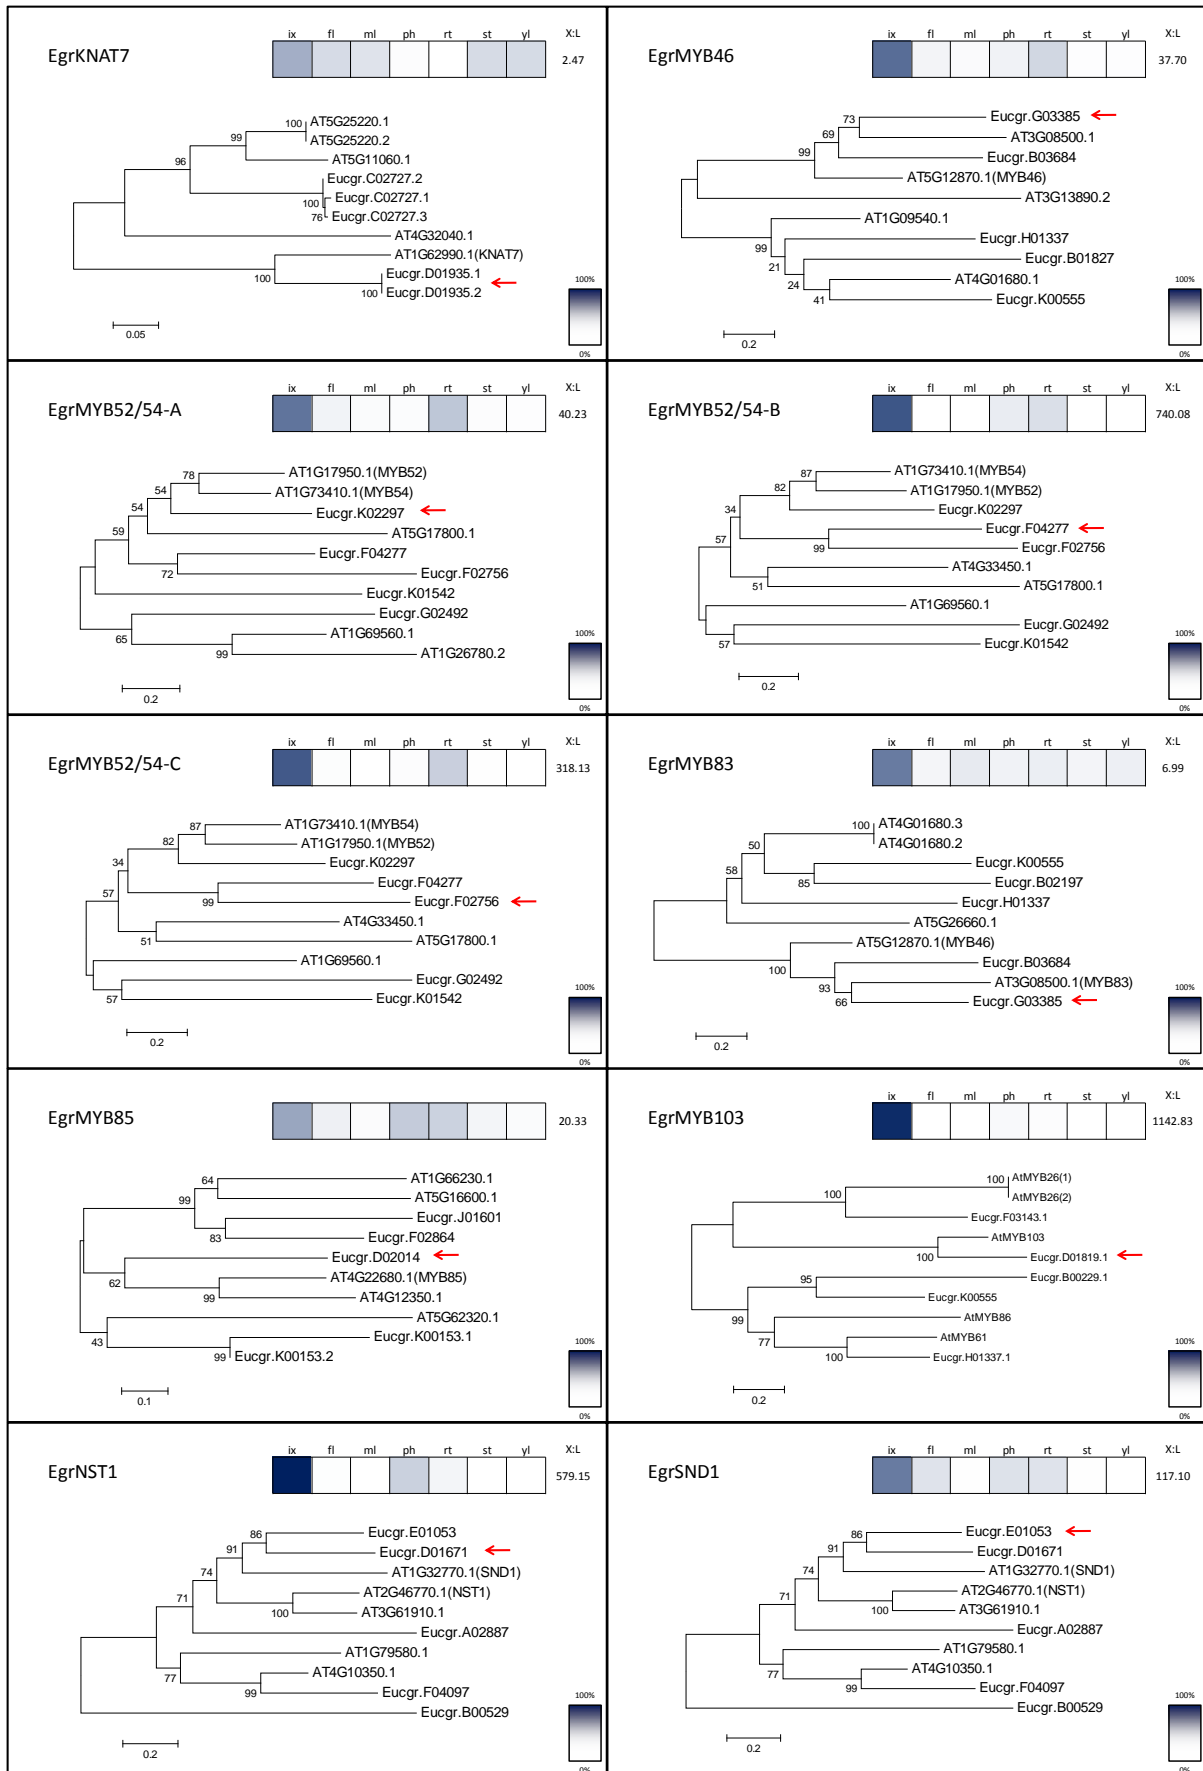 EgrKNAT7
ix fl ml ph rt st yl X:L
2.47
100 AT5G25220.1
AT5G25220.2
99
AT5G11060.1
96
Eucgr.C02727.2
Eucgr.C02727.1
100
76 Eucgr.C02727.3
AT4G32040.1
AT1G62990.1(KNAT7)
Eucgr.D01935.1
100
100 Eucgr.D01935.2
0.05
100%
0%
EgrMYB46
ix fl ml ph rt st yl X:L
37.70
73 Eucgr.G03385
69 AT3G08500.1
99 Eucgr.B03684
AT5G12870.1(MYB46)
AT3G13890.2
AT1G09540.1
99 Eucgr.H01337
21 Eucgr.B01827
24 AT4G01680.1
41 Eucgr.K00555
0.2
100%
0%
EgrMYB52/54-A
ix fl ml ph rt st yl X:L
40.23
78 AT1G17950.1(MYB52)
54 AT1G73410.1(MYB54)
54 Eucgr.K02297
59 AT5G17800.1
Eucgr.F04277
72 Eucgr.F02756
Eucgr.K01542
Eucgr.G02492
65 AT1G69560.1
99 AT1G26780.2
0.2
100%
0%
EgrMYB52/54-B
ix fl ml ph rt st yl X:L
740.08
87 AT1G73410.1(MYB54)
82 AT1G17950.1(MYB52)
34 Eucgr.K02297
Eucgr.F04277
57 99 Eucgr.F02756
AT4G33450.1
51 AT5G17800.1
AT1G69560.1
Eucgr.G02492
57 Eucgr.K01542
0.2
100%
0%
EgrMYB52/54-C
ix fl ml ph rt st yl X:L
318.13
87 AT1G73410.1(MYB54)
82 AT1G17950.1(MYB52)
34 Eucgr.K02297
Eucgr.F04277
57 99 Eucgr.F02756
AT4G33450.1
51 AT5G17800.1
AT1G69560.1
Eucgr.G02492
57 Eucgr.K01542
0.2
100%
0%
EgrMYB83
ix fl ml ph rt st yl X:L
6.99
100 AT4G01680.3
AT4G01680.2
50
Eucgr.K00555
58 85 Eucgr.B02197
Eucgr.H01337
AT5G26660.1
AT5G12870.1(MYB46)
100 Eucgr.B03684
93 AT3G08500.1(MYB83)
66 Eucgr.G03385
0.2
100%
0%
EgrMYB85
20.33
64 AT1G66230.1
99 AT5G16600.1
Eucgr.J01601
83 Eucgr.F02864
Eucgr.D02014
62 AT4G22680.1(MYB85)
99 AT4G12350.1
AT5G62320.1
43 Eucgr.K00153.1
99 Eucgr.K00153.2
0.1
100%
0%
EgrMYB103
ix fl ml ph rt st yl X:L
1142.83
100 AtMYB26(1)
AtMYB26(2)
100
Eucgr.F03143.1
AtMYB103
100 Eucgr.D01819.1
95 Eucgr.B00229.1
Eucgr.K00555
99 AtMYB86
77 AtMYB61
100 Eucgr.H01337.1
0.2
100%
0%
EgrNST1
ix fl ml ph rt st yl X:L
579.15
86 Eucgr.E01053
91 Eucgr.D01671
74 AT1G32770.1(SND1)
71 AT2G46770.1(NST1)
100 AT3G61910.1
Eucgr.A02887
AT1G79580.1
77 AT4G10350.1
99 Eucgr.F04097
Eucgr.B00529
0.2
100%
0%
EgrSND1
ix fl ml ph rt st yl X:L
117.10
86 Eucgr.E01053
91 Eucgr.D01671
74 AT1G32770.1(SND1)
71 AT2G46770.1(NST1)
100 AT3G61910.1
Eucgr.A02887
AT1G79580.1
77 AT4G10350.1
99 Eucgr.F04097
Eucgr.B00529
0.2
100%
0%